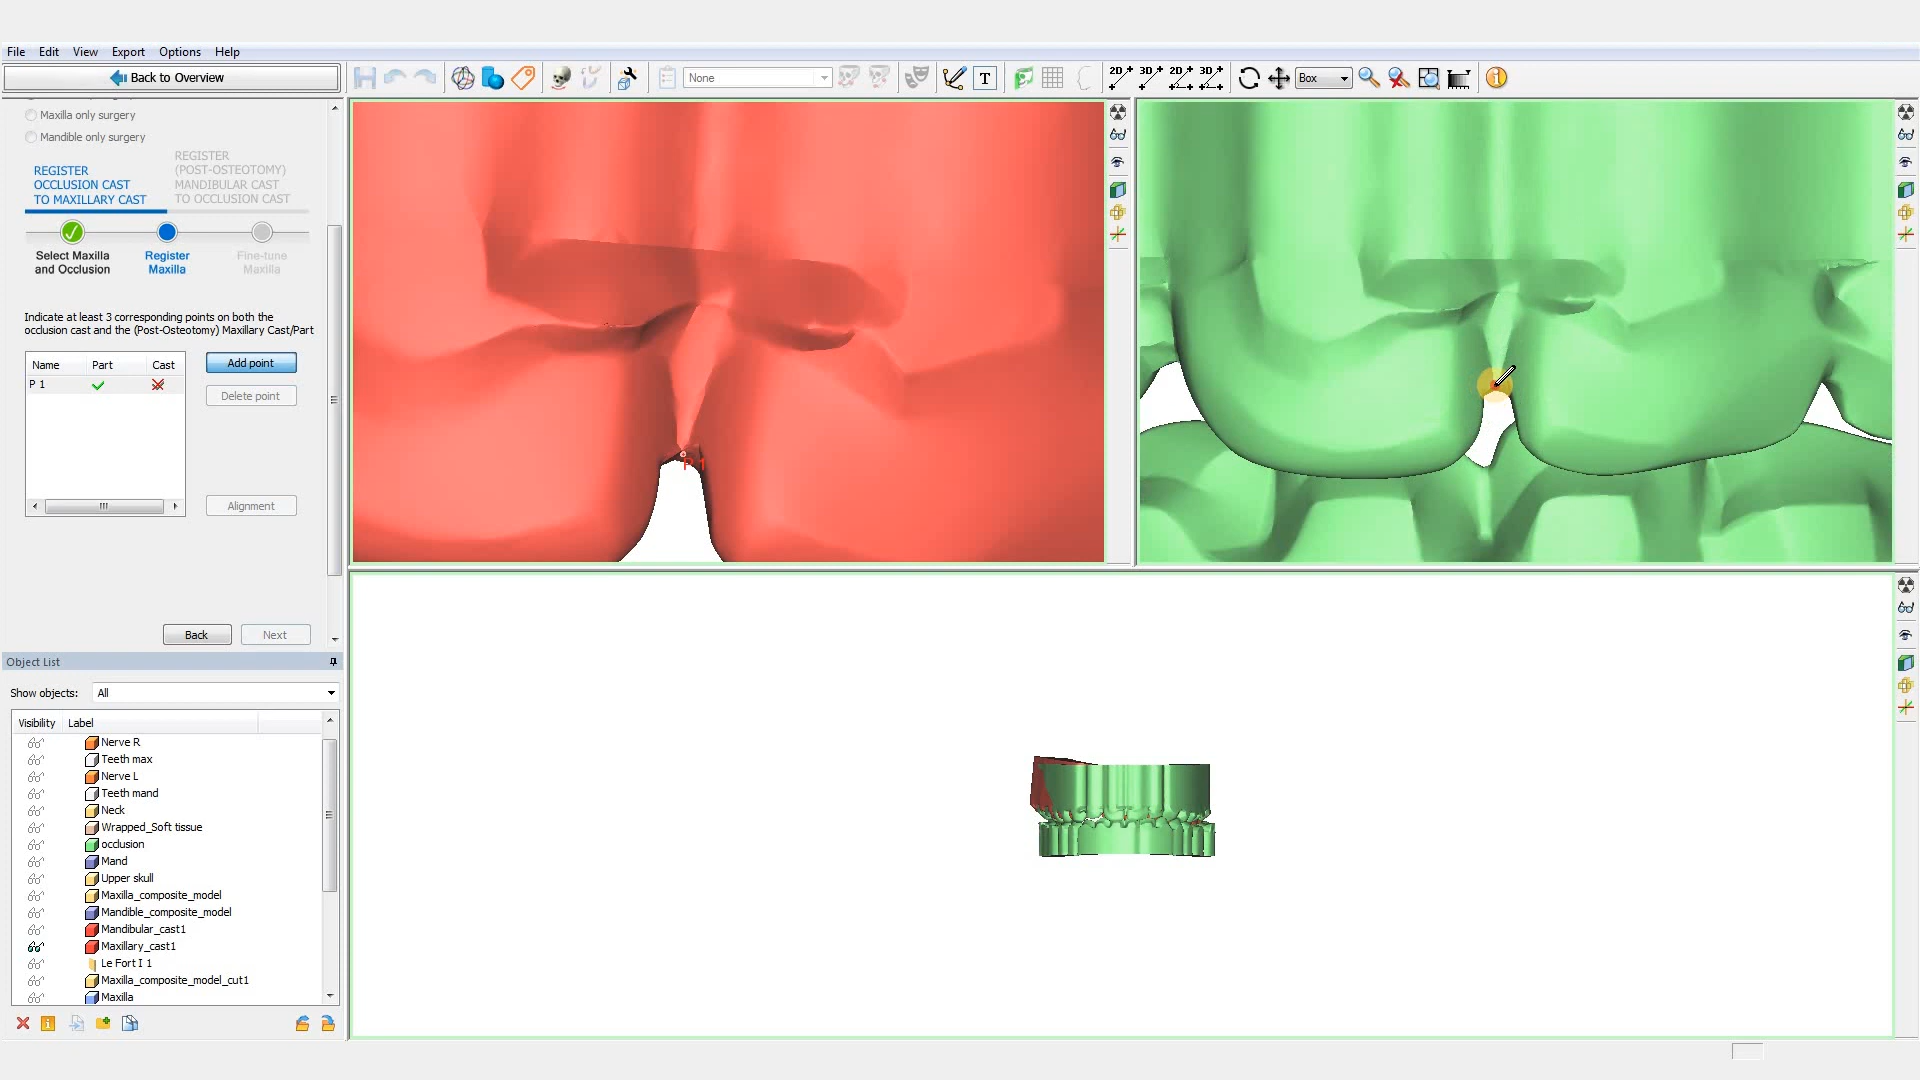 File Edit View Export Options Help
Back to Overview
None
T
2D 3D 2D 3D
Box
Maxilla only surgery
Mandible only surgery
REGISTER
OCCLUSION CAST
TO MAXILLARY CAST
REGISTER
(POST-OSTEOTOMY)
MANDIBULAR CAST
TO OCCLUSION CAST
Select Maxilla
and Occlusion
Register
Maxilla
Fine-tune
Maxilla
Indicate at least 3 corresponding points on both the
occlusion cast and the (Post-Osteotomy) Maxillary Cast/Part
Name Part Cast
P 1
Add point
Delete point
Alignment
Back Next
P 1
Object List
Show objects: All
Visibility Label
Nerve R
Teeth max
Nerve L
Teeth mand
Neck
Wrapped_Soft tissue
occlusion
Mand
Upper skull
Maxilla_composite_model
Mandible_composite_model
Mandibular_cast1
Maxillary_cast1
Le Fort I 1
Maxilla_composite_model_cut1
Maxilla